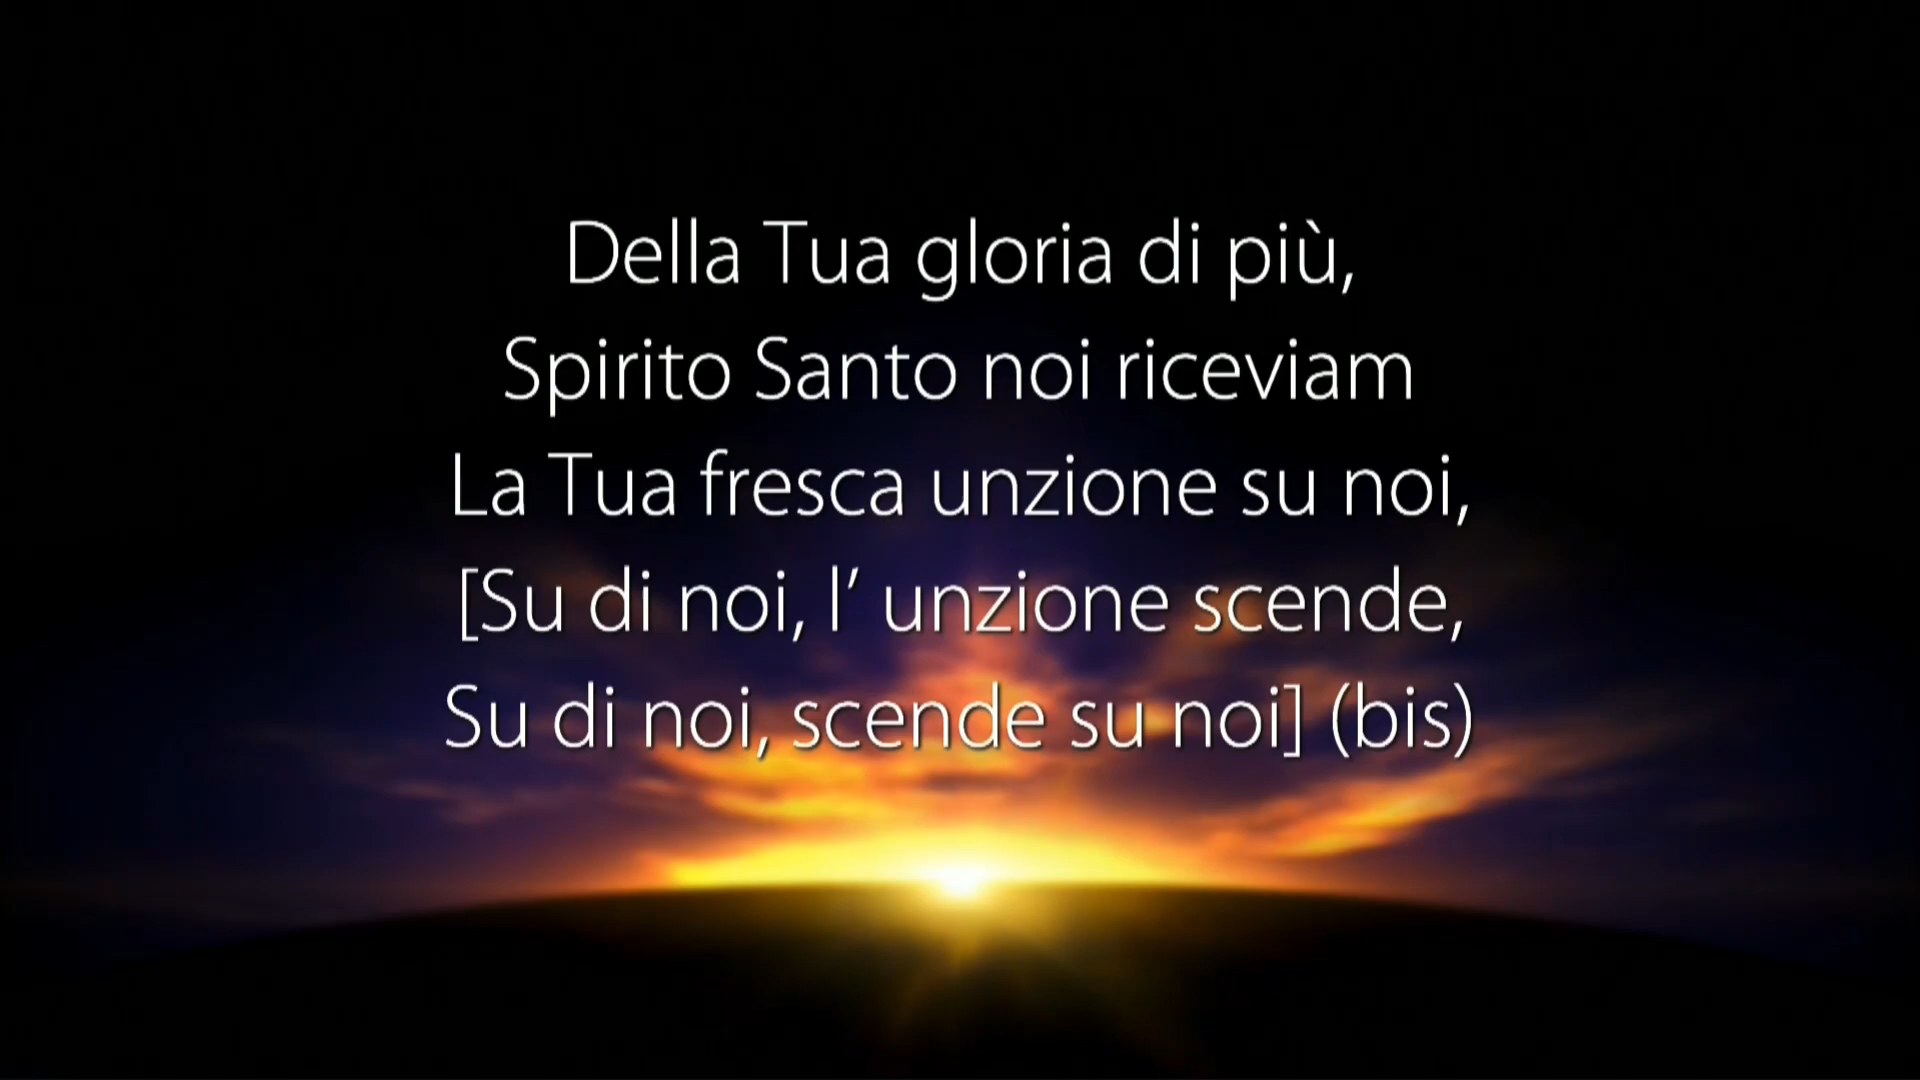 Della Tua gloria di più,
Spirito Santo noi riceviam
La Tua fresca unzione su noi,
[Su di noi, l’ unzione scende,
Su di noi, scende su noi] (bis)